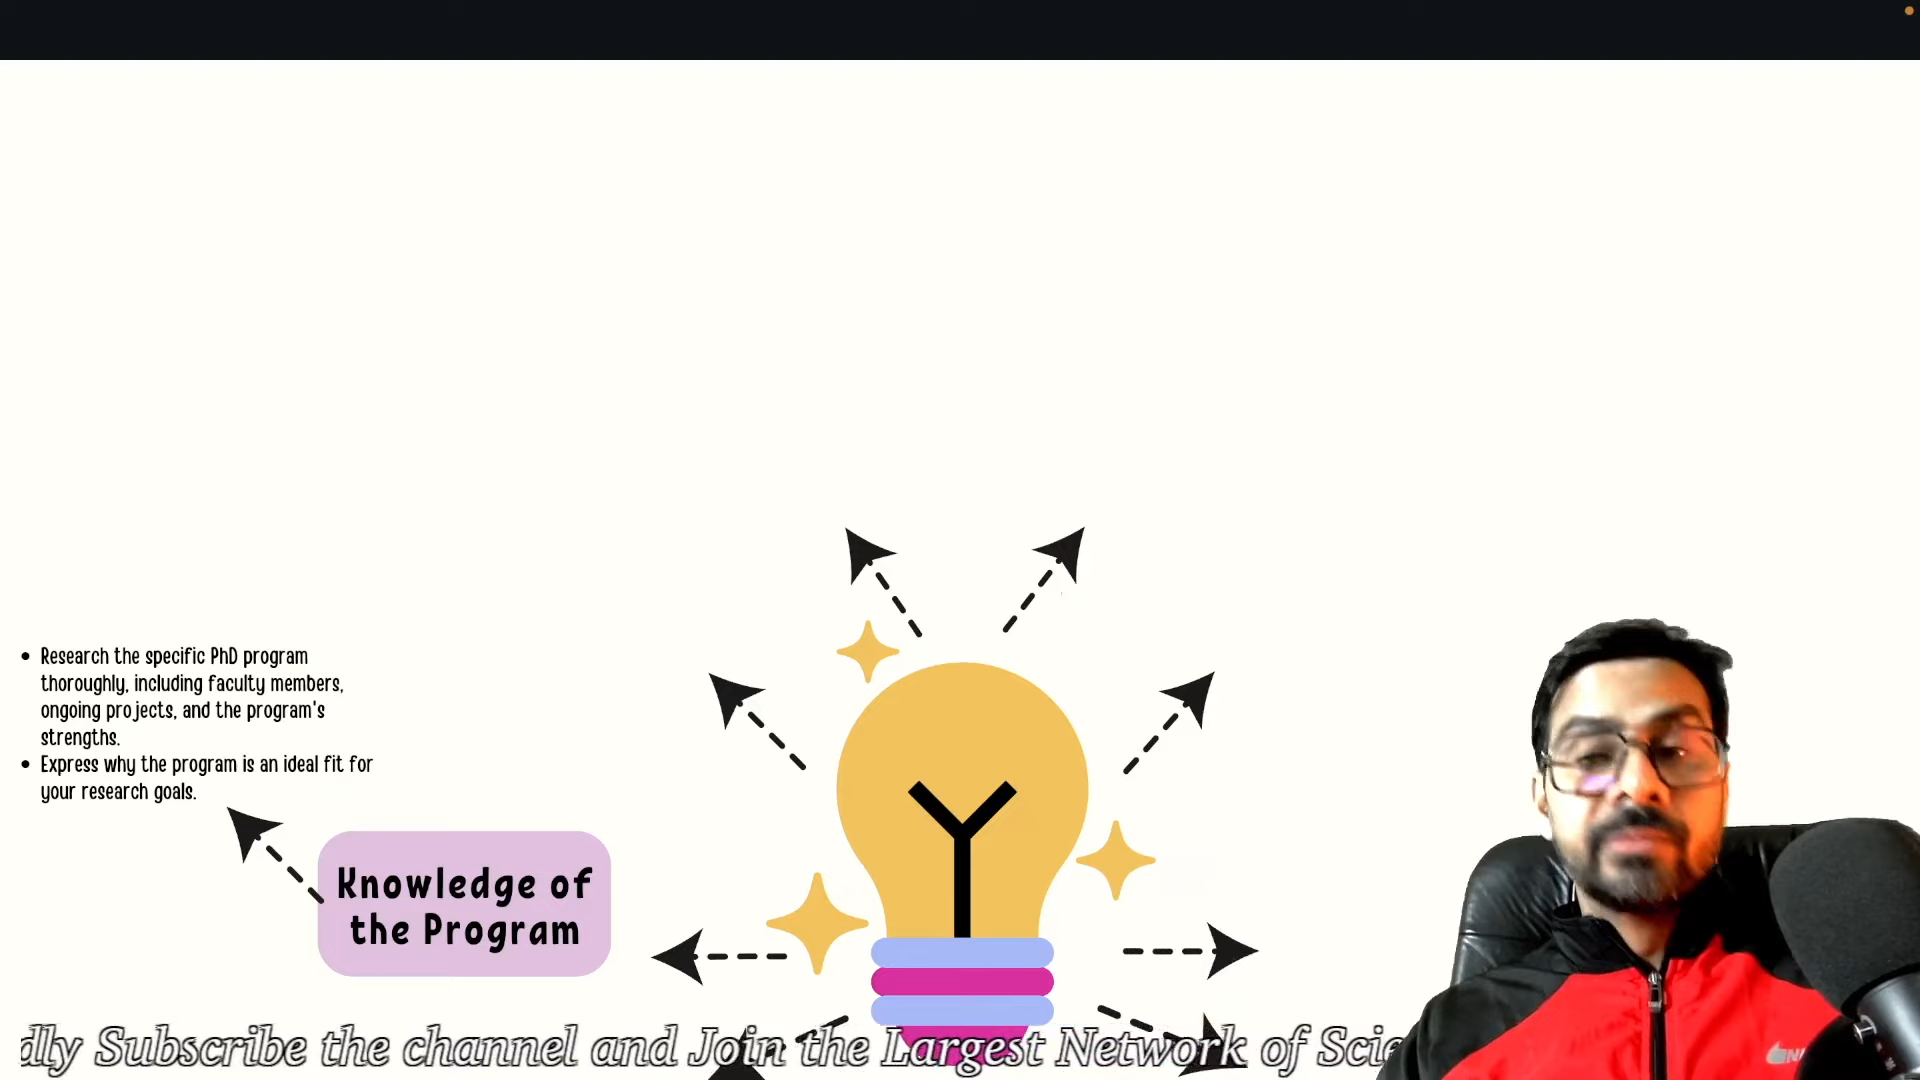 • Research the specific PhD program
thoroughly, including faculty members,
ongoing projects, and the program's
strengths.
• Express why the program is an ideal fit for
your research goals.
Knowledge of
the Program
Subscribe the channel and Join the Largest Network of